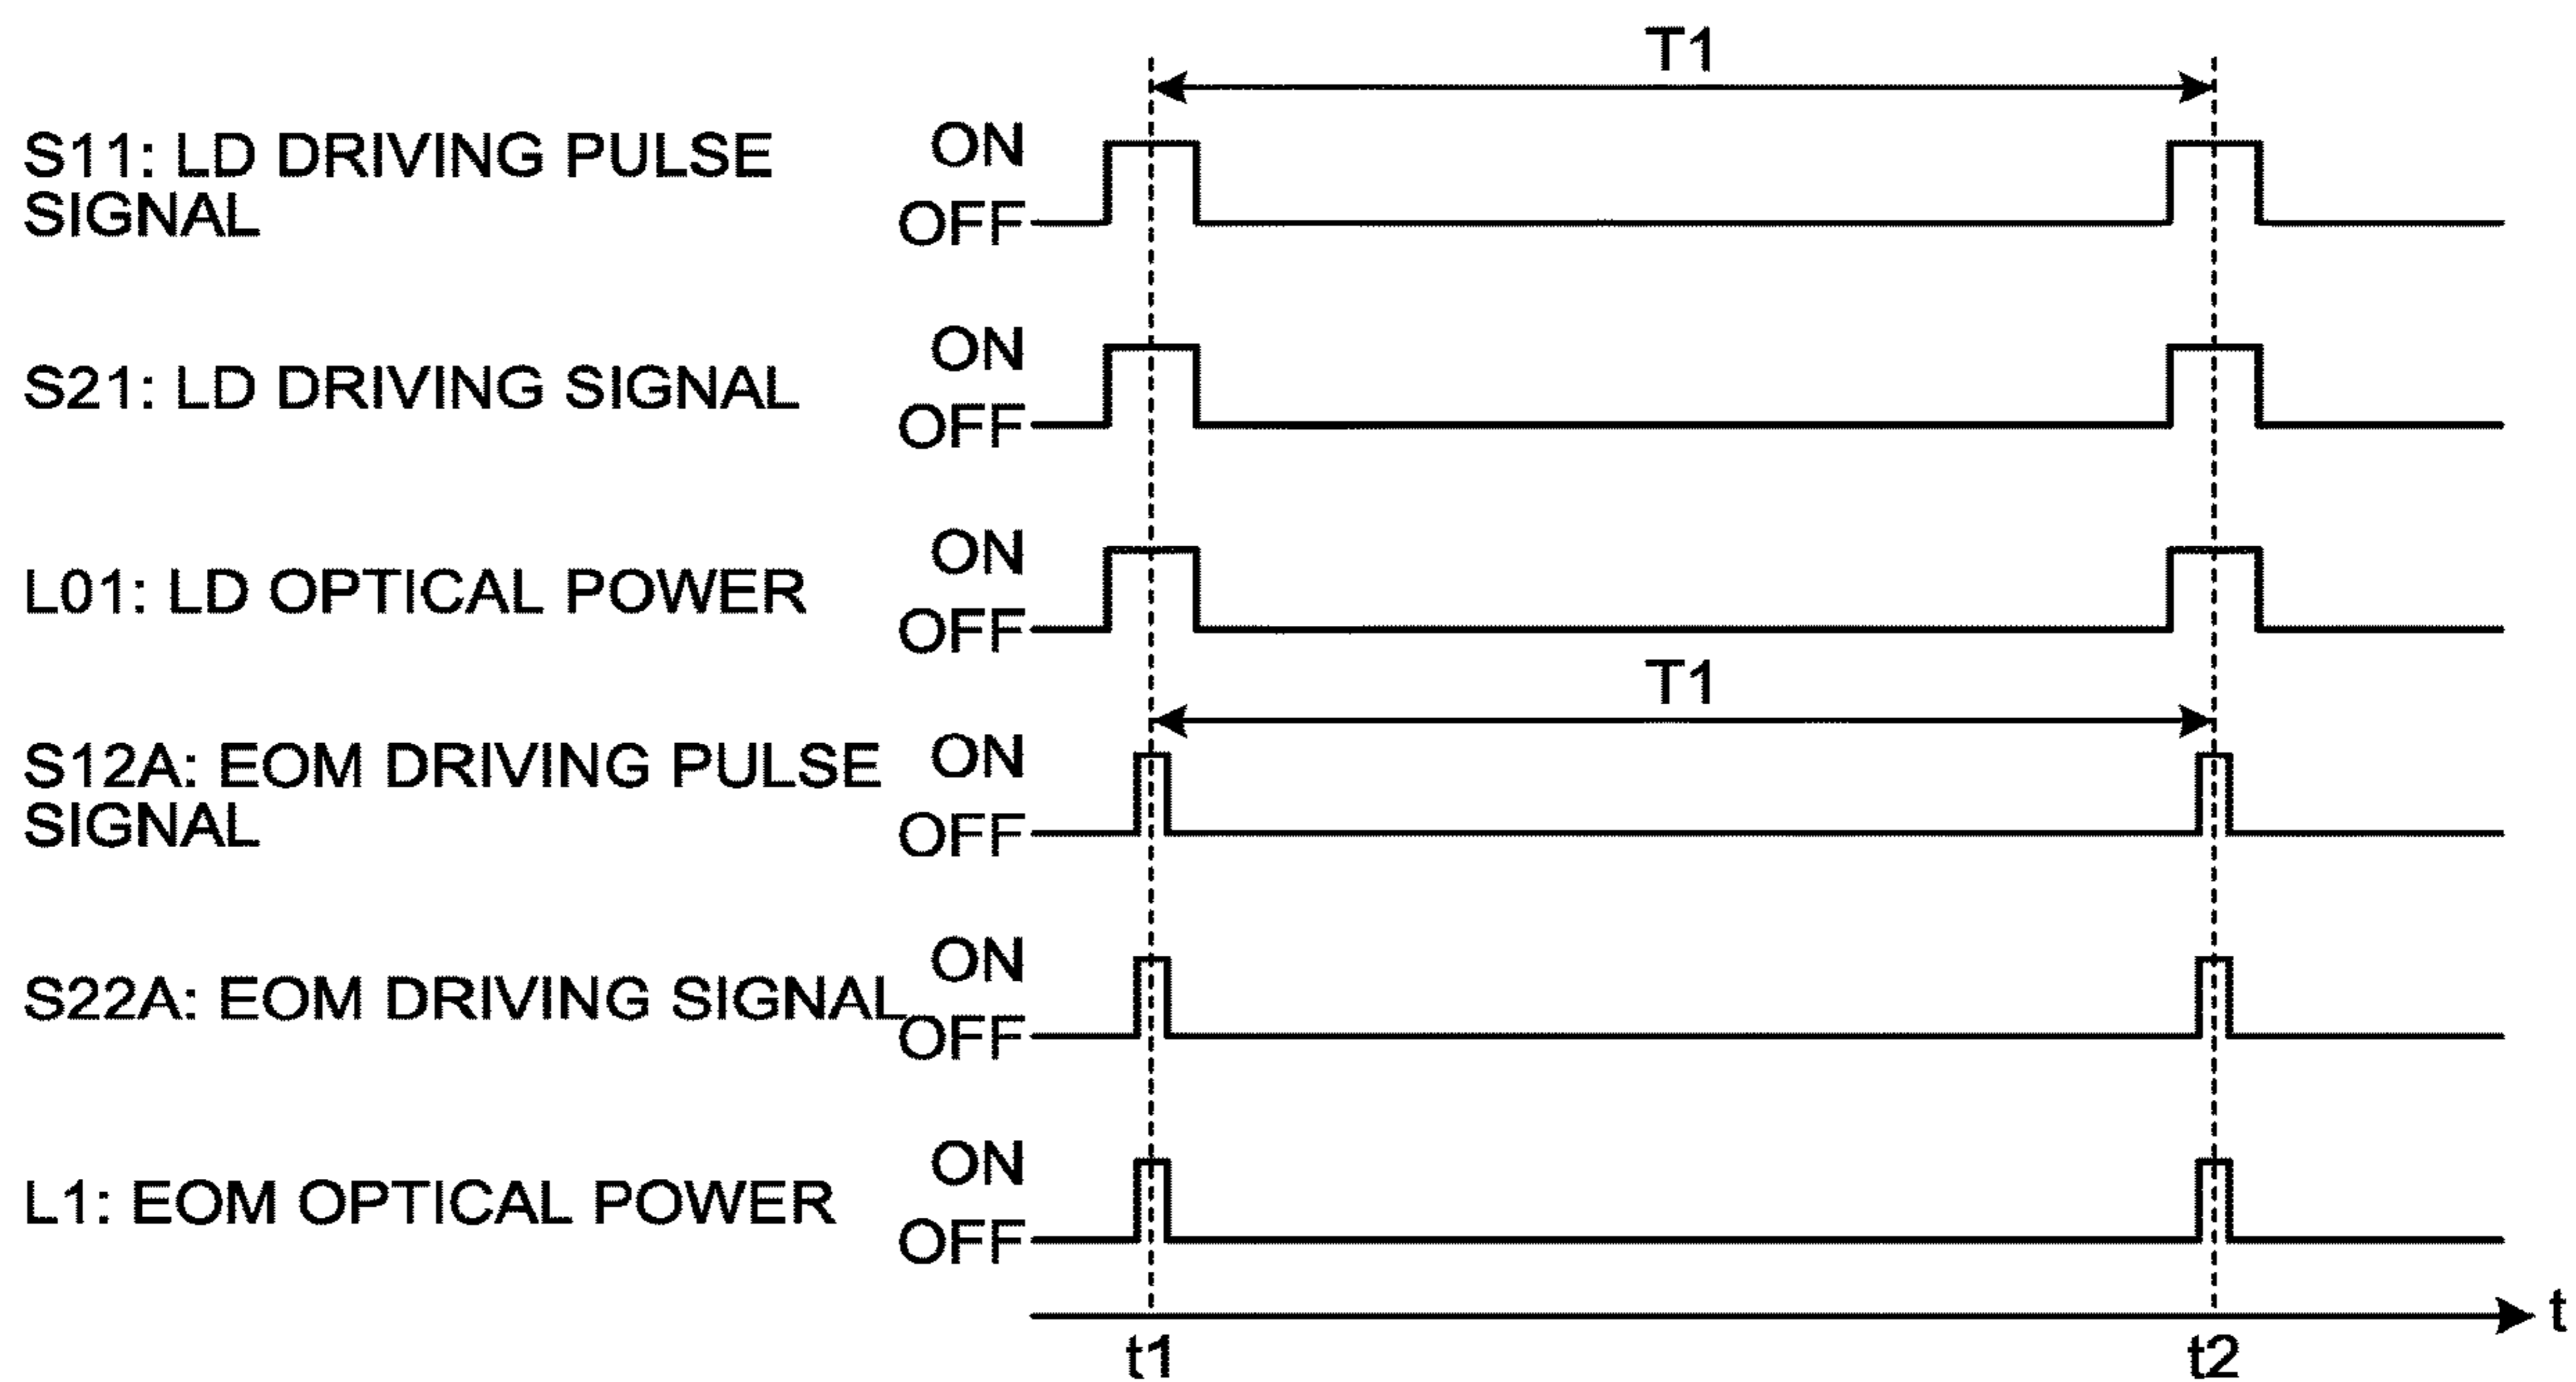 T1
S11: LD DRIVING PULSE
SIGNAL
ON
OFF
S21: LD DRIVING SIGNAL
ON
OFF
L01: LD OPTICAL POWER
ON
OFF
T1
S12A: EOM DRIVING PULSE
SIGNAL
ON
OFF
S22A: EOM DRIVING SIGNAL
ON
OFF
L1: EOM OPTICAL POWER
ON
OFF
t
t1
t2